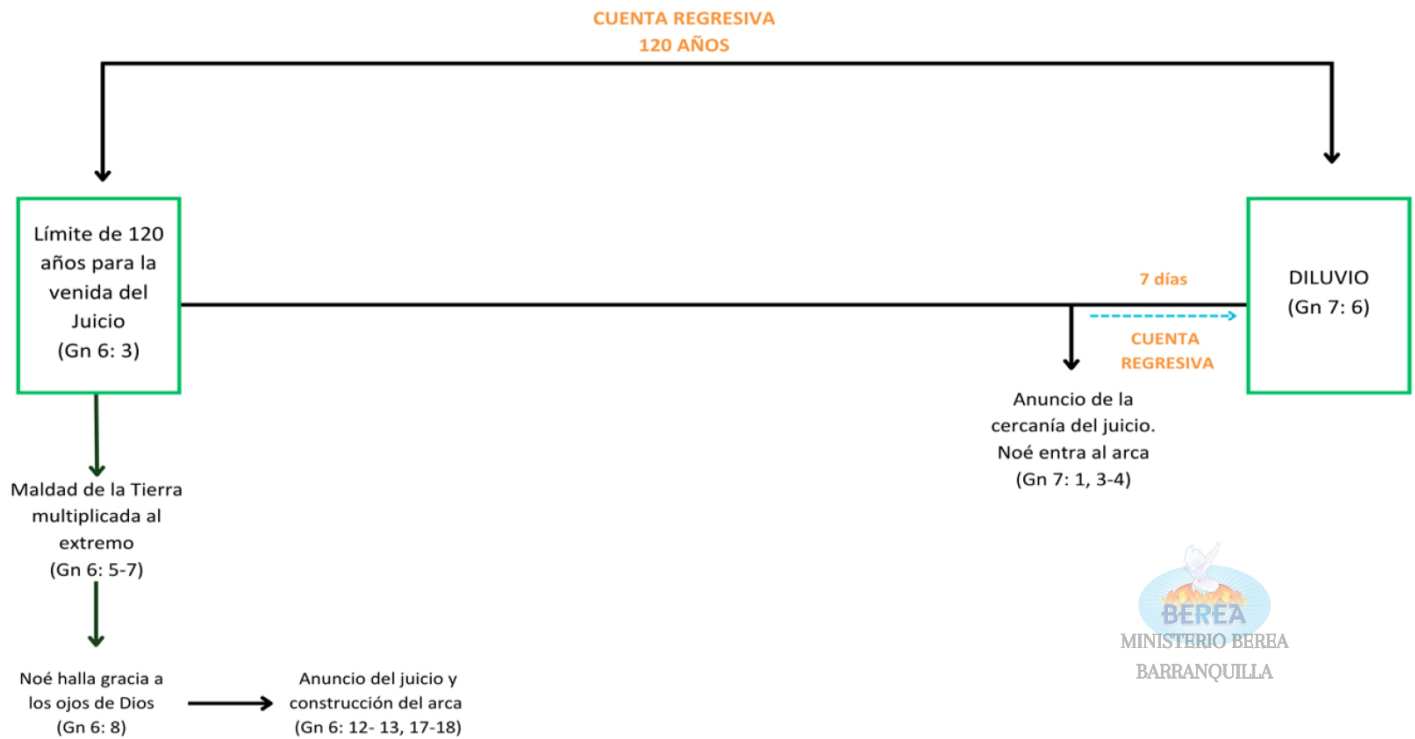 CUENTA REGRESIVA
120 AÑOS
Límite de 120
años para la
venida del
Juicio
(Gn 6: 3)
7 días
CUENTA
REGRESIVA
DILUVIO
(Gn 7: 6)
Anuncio de la
cercanía del juicio.
Noé entra al arca
(Gn 7: 1, 3-4)
Maldad de la Tierra
multiplicada al
extremo
(Gn 6: 5-7)
Noé halla gracia a
los ojos de Dios
(Gn 6: 8)
Anuncio del juicio y
construcción del arca
(Gn 6: 12- 13, 17-18)
BEREA
MINISTERIO BEREA
BARRANQUILLA